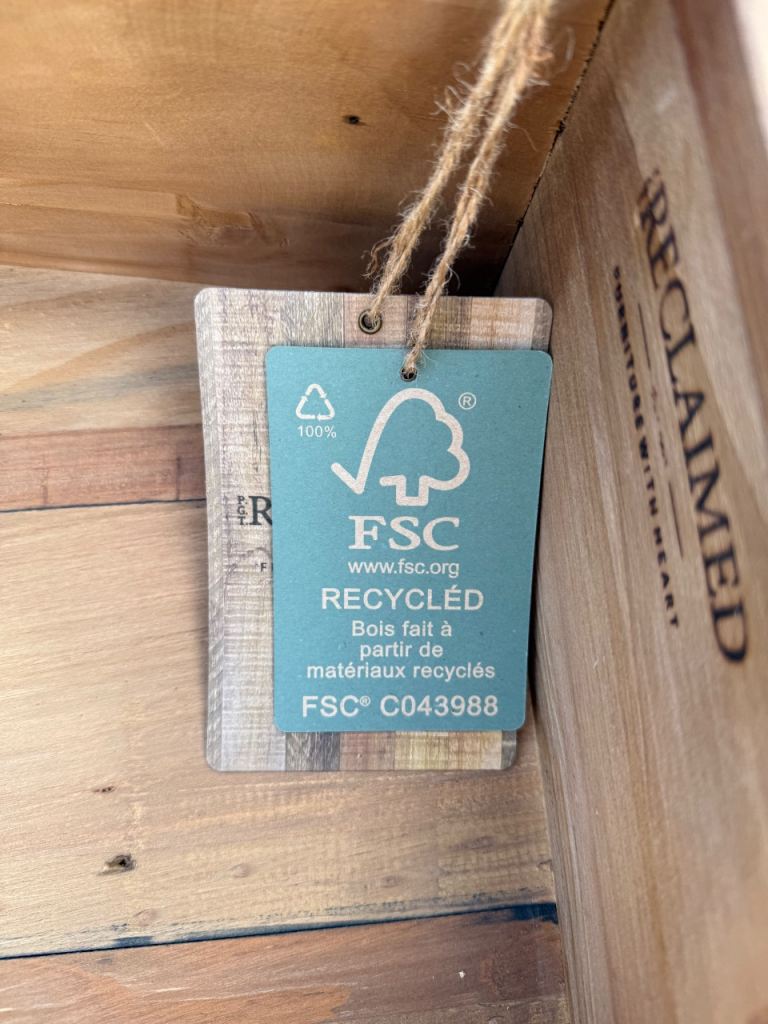 100%
®
FSC
www.fsc.org
RECYCLÉD
Bois fait à
partir de
matériaux recyclés
FSC® C043988
P.G.T. R
F
RECLAIMED
FURNITURE WITH HEART